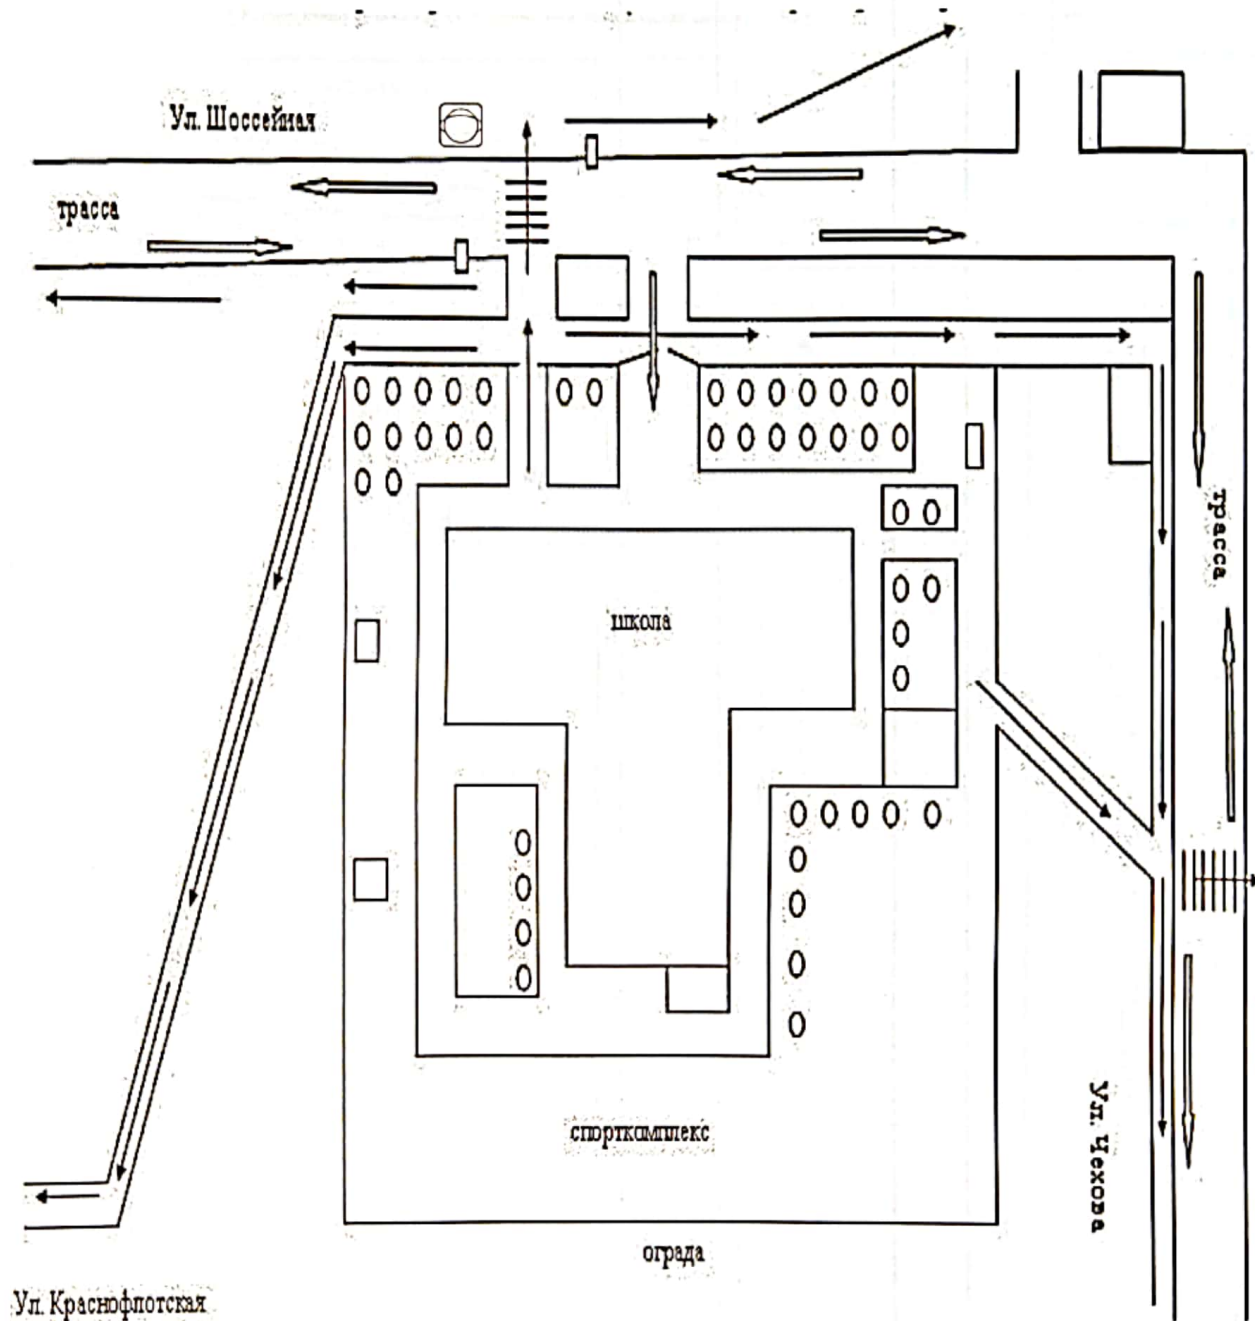 Ул. Шоссейная
трасса
трасса
школа
Ул. Чехова
спорткомплекс
ограда
Ул. Краснофлотская